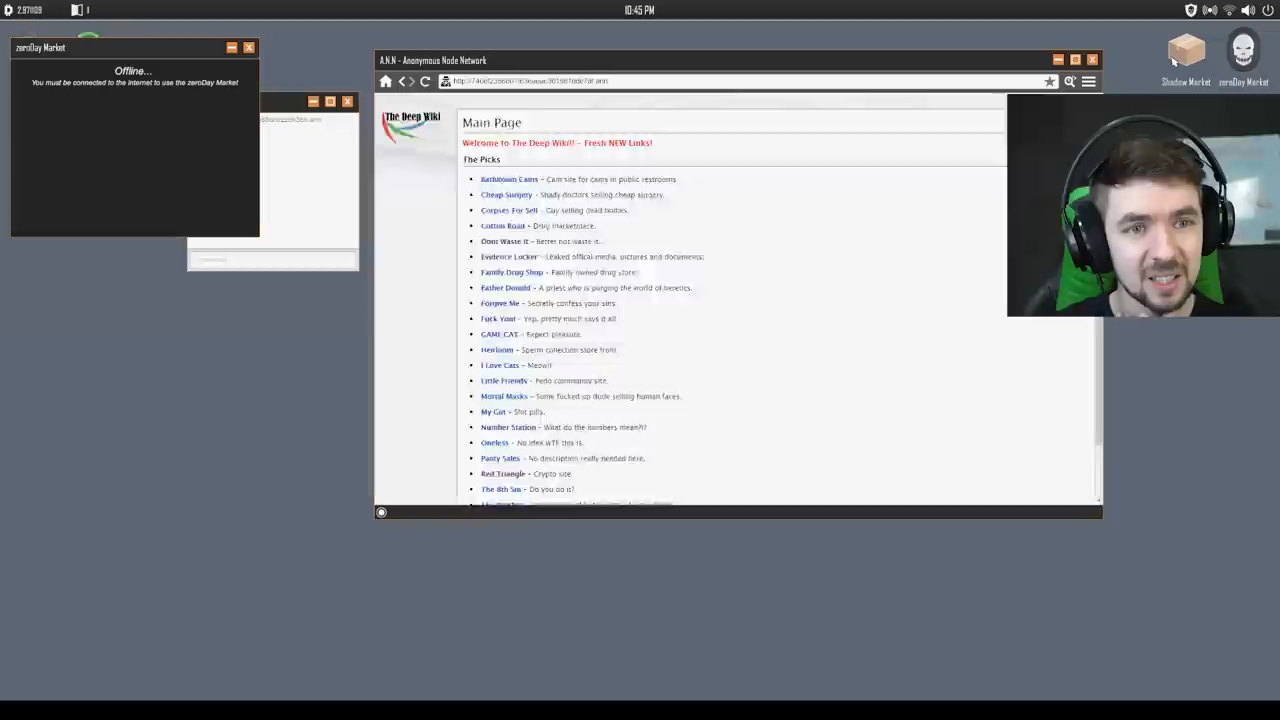 2.971109
1
10:45 PM
zeroDay Market
Offline...
You must be connected to the internet to use the zeroDay Market
A.N.N - Anonymous Node Network
Shadow Market
zeroDay Market
The Deep Wiki
Main Page
Welcome to The Deep Wiki!! - Fresh NEW Links!
The Picks
Bathroom Cams - Cam site for cams in public restrooms
Cheap Surgery - Shady doctors selling cheap surgery.
Corpses For Sell - Guy selling dead bodies.
Cotton Road - Drug marketplace.
Dont Waste It - Better not waste it..
Evidence Locker - Leaked offical media, pictures and documents.
Family Drug Shop - Family owned drug store
Father Donald - A priest who is purging the world of heretics.
Forgive Me - Secretly confess your sins
Fuck Your - Yep, pretty much says it all
GAME CAT - Expect pleasure.
Heirloom - Sperm collection store front
I Love Cats - Meow!!
Little Friends - Pedo community site.
Mortal Masks - Some fucked up dude selling human faces.
My Gut - Shit pills.
Number Station - What do the numbers mean?!?
Oneless - No idea WTF this is.
Panty Sales - No description really needed here.
Red Triangle - Crypto site.
The 8th Sin - Do you do it?